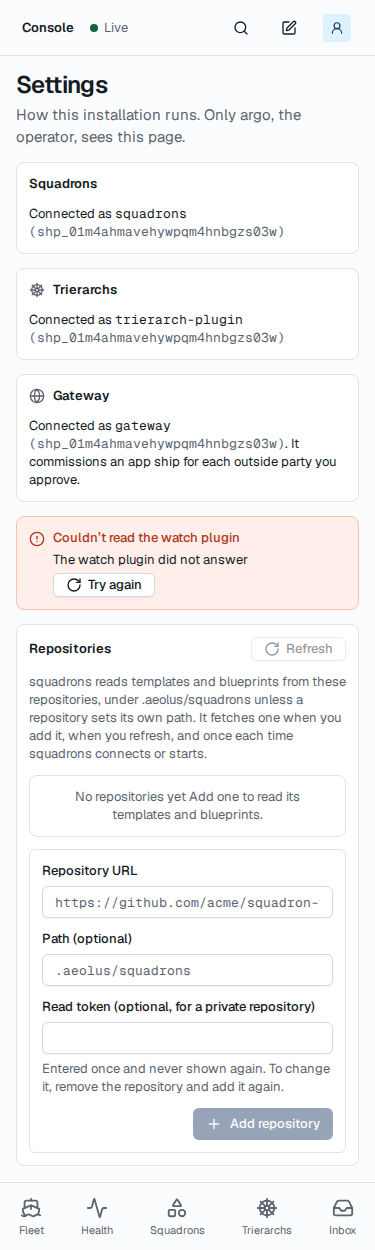 Console
Live
Settings
How this installation runs. Only argo, the
operator, sees this page.
Squadrons
Connected as squadrons
(shp_01m4ahmavehywpqm4hnbgzs03w)
Trierarchs
Connected as trierarch-plugin
(shp_01m4ahmavehywpqm4hnbgzs03w)
Gateway
Connected as gateway
(shp_01m4ahmavehywpqm4hnbgzs03w). It
commissions an app ship for each outside party you
approve.
Couldn't read the watch plugin
The watch plugin did not answer
Try again
Repositories
Refresh
squadrons reads templates and blueprints from these
repositories, under .aeolus/squadrons unless a
repository sets its own path. It fetches one when you
add it, when you refresh, and once each time
squadrons connects or starts.
No repositories yet Add one to read its
templates and blueprints.
Repository URL
https://github.com/acme/squadron-
Path (optional)
.aeolus/squadrons
Read token (optional, for a private repository)
Entered once and never shown again. To change
it, remove the repository and add it again.
Add repository
Fleet
Health
Squadrons
Trierarchs
Inbox